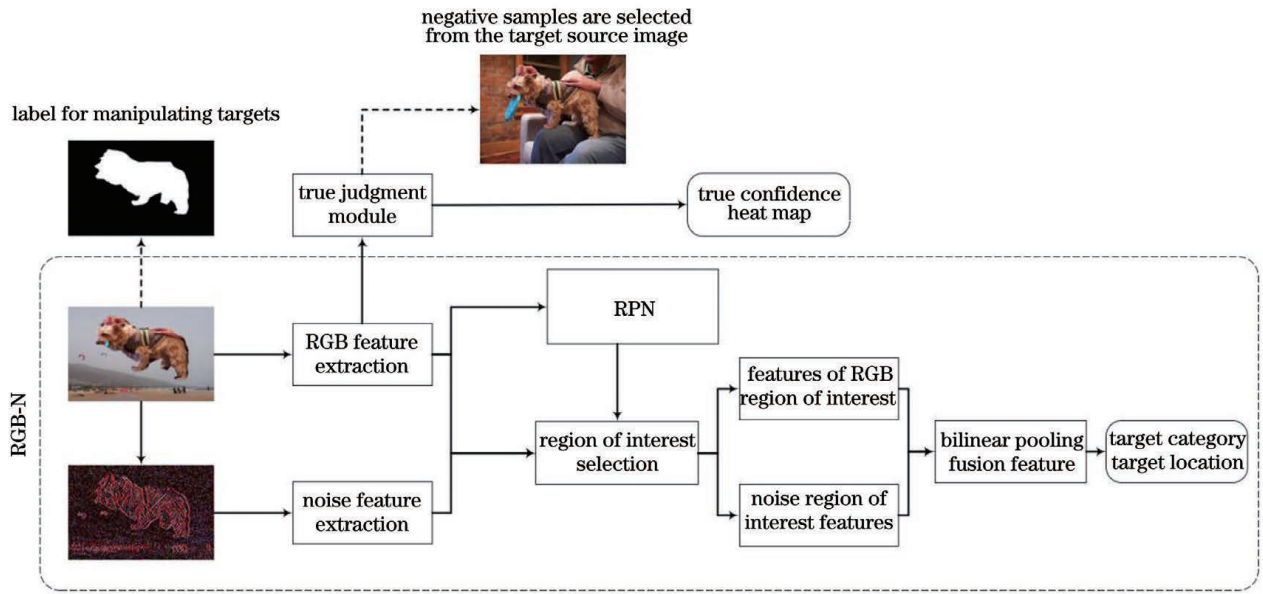 negative samples are selected
from the target source image
label for manipulating targets
true judgment
module
true confidence
heat map
RGB-N
RPN
RGB feature
extraction
features of RGB
region of interest
region of interest
selection
bilinear pooling
fusion feature
target category
target location
noise feature
extraction
noise region of
interest features